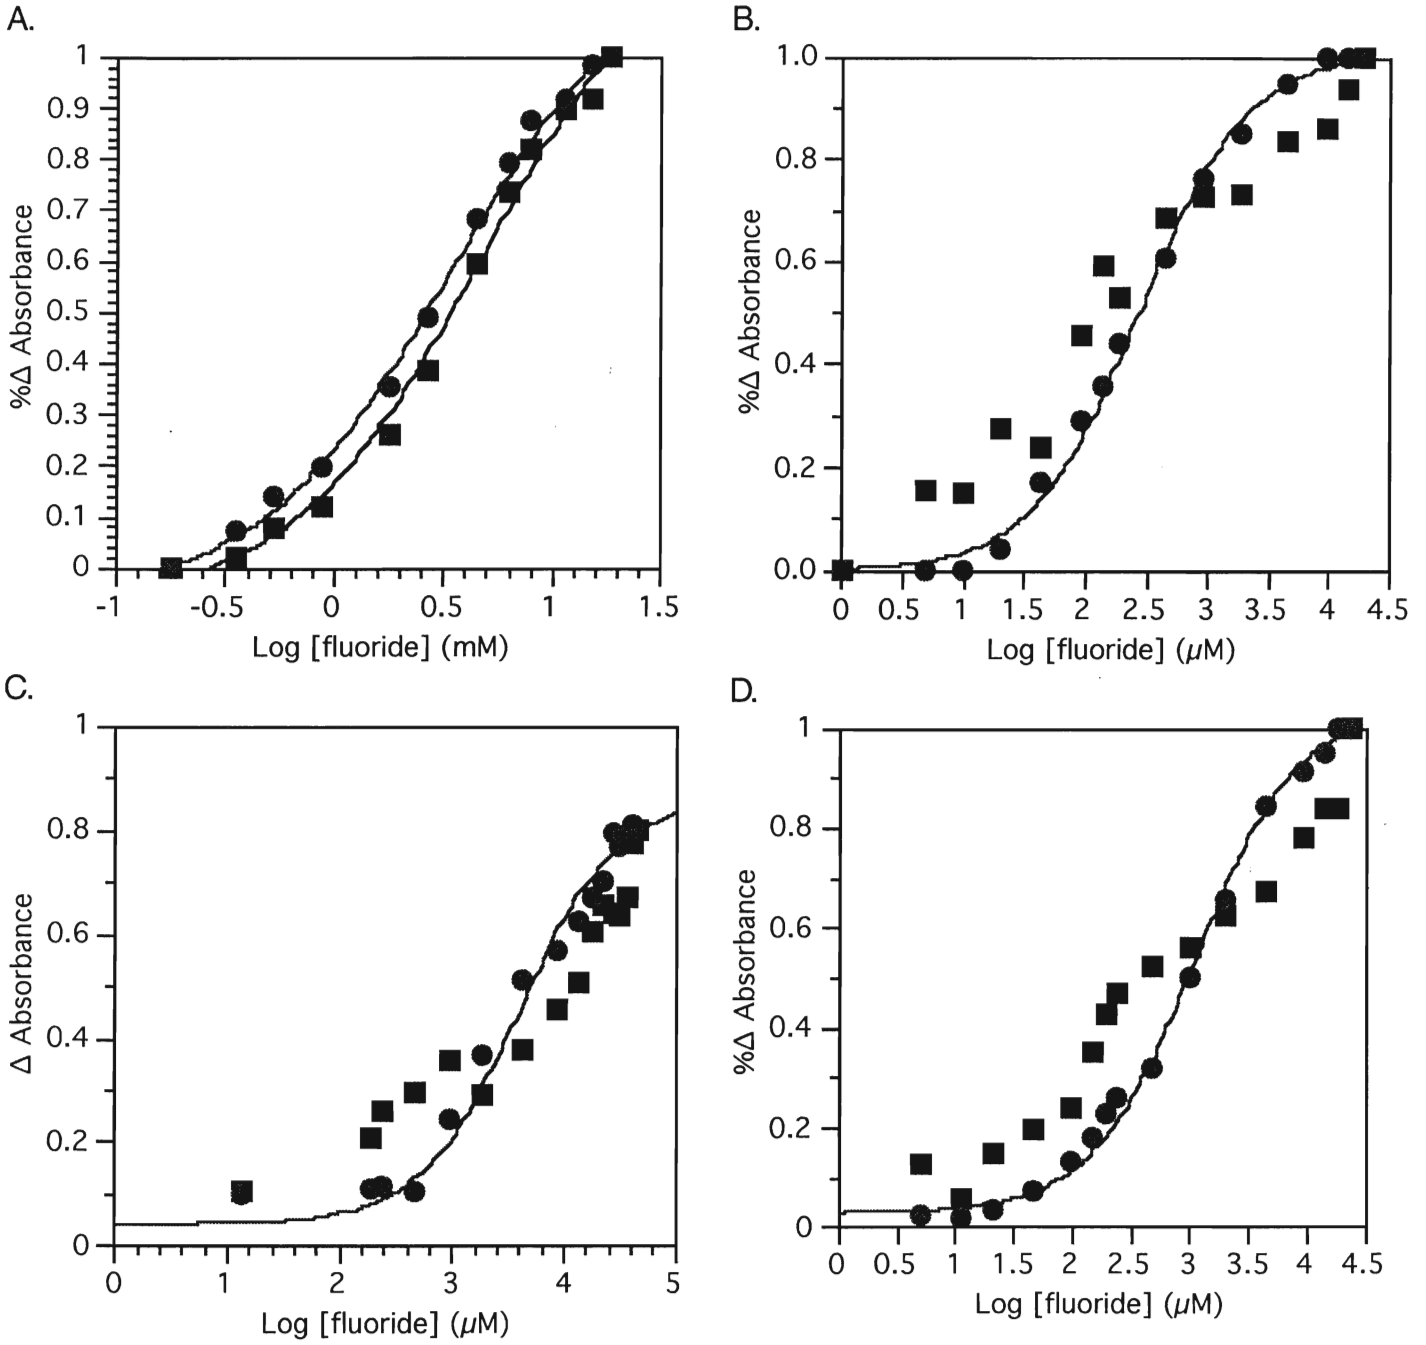 A.
1
0.9
0.8
0.7
0.6
0.5
0.4
0.3
0.2
0.1
0
%Δ Absorbance
-1 -0.5 0 0.5 1 1.5
Log [fluoride] (mM)
B.
1.0
0.8
0.6
0.4
0.2
0.0
%Δ Absorbance
0 0.5 1 1.5 2 2.5 3 3.5 4 4.5
Log [fluoride] (µM)
C.
1
0.8
0.6
0.4
0.2
0
Δ Absorbance
0 1 2 3 4 5
Log [fluoride] (µM)
D.
1
0.8
0.6
0.4
0.2
0
%Δ Absorbance
0 0.5 1 1.5 2 2.5 3 3.5 4 4.5
Log [fluoride] (µM)